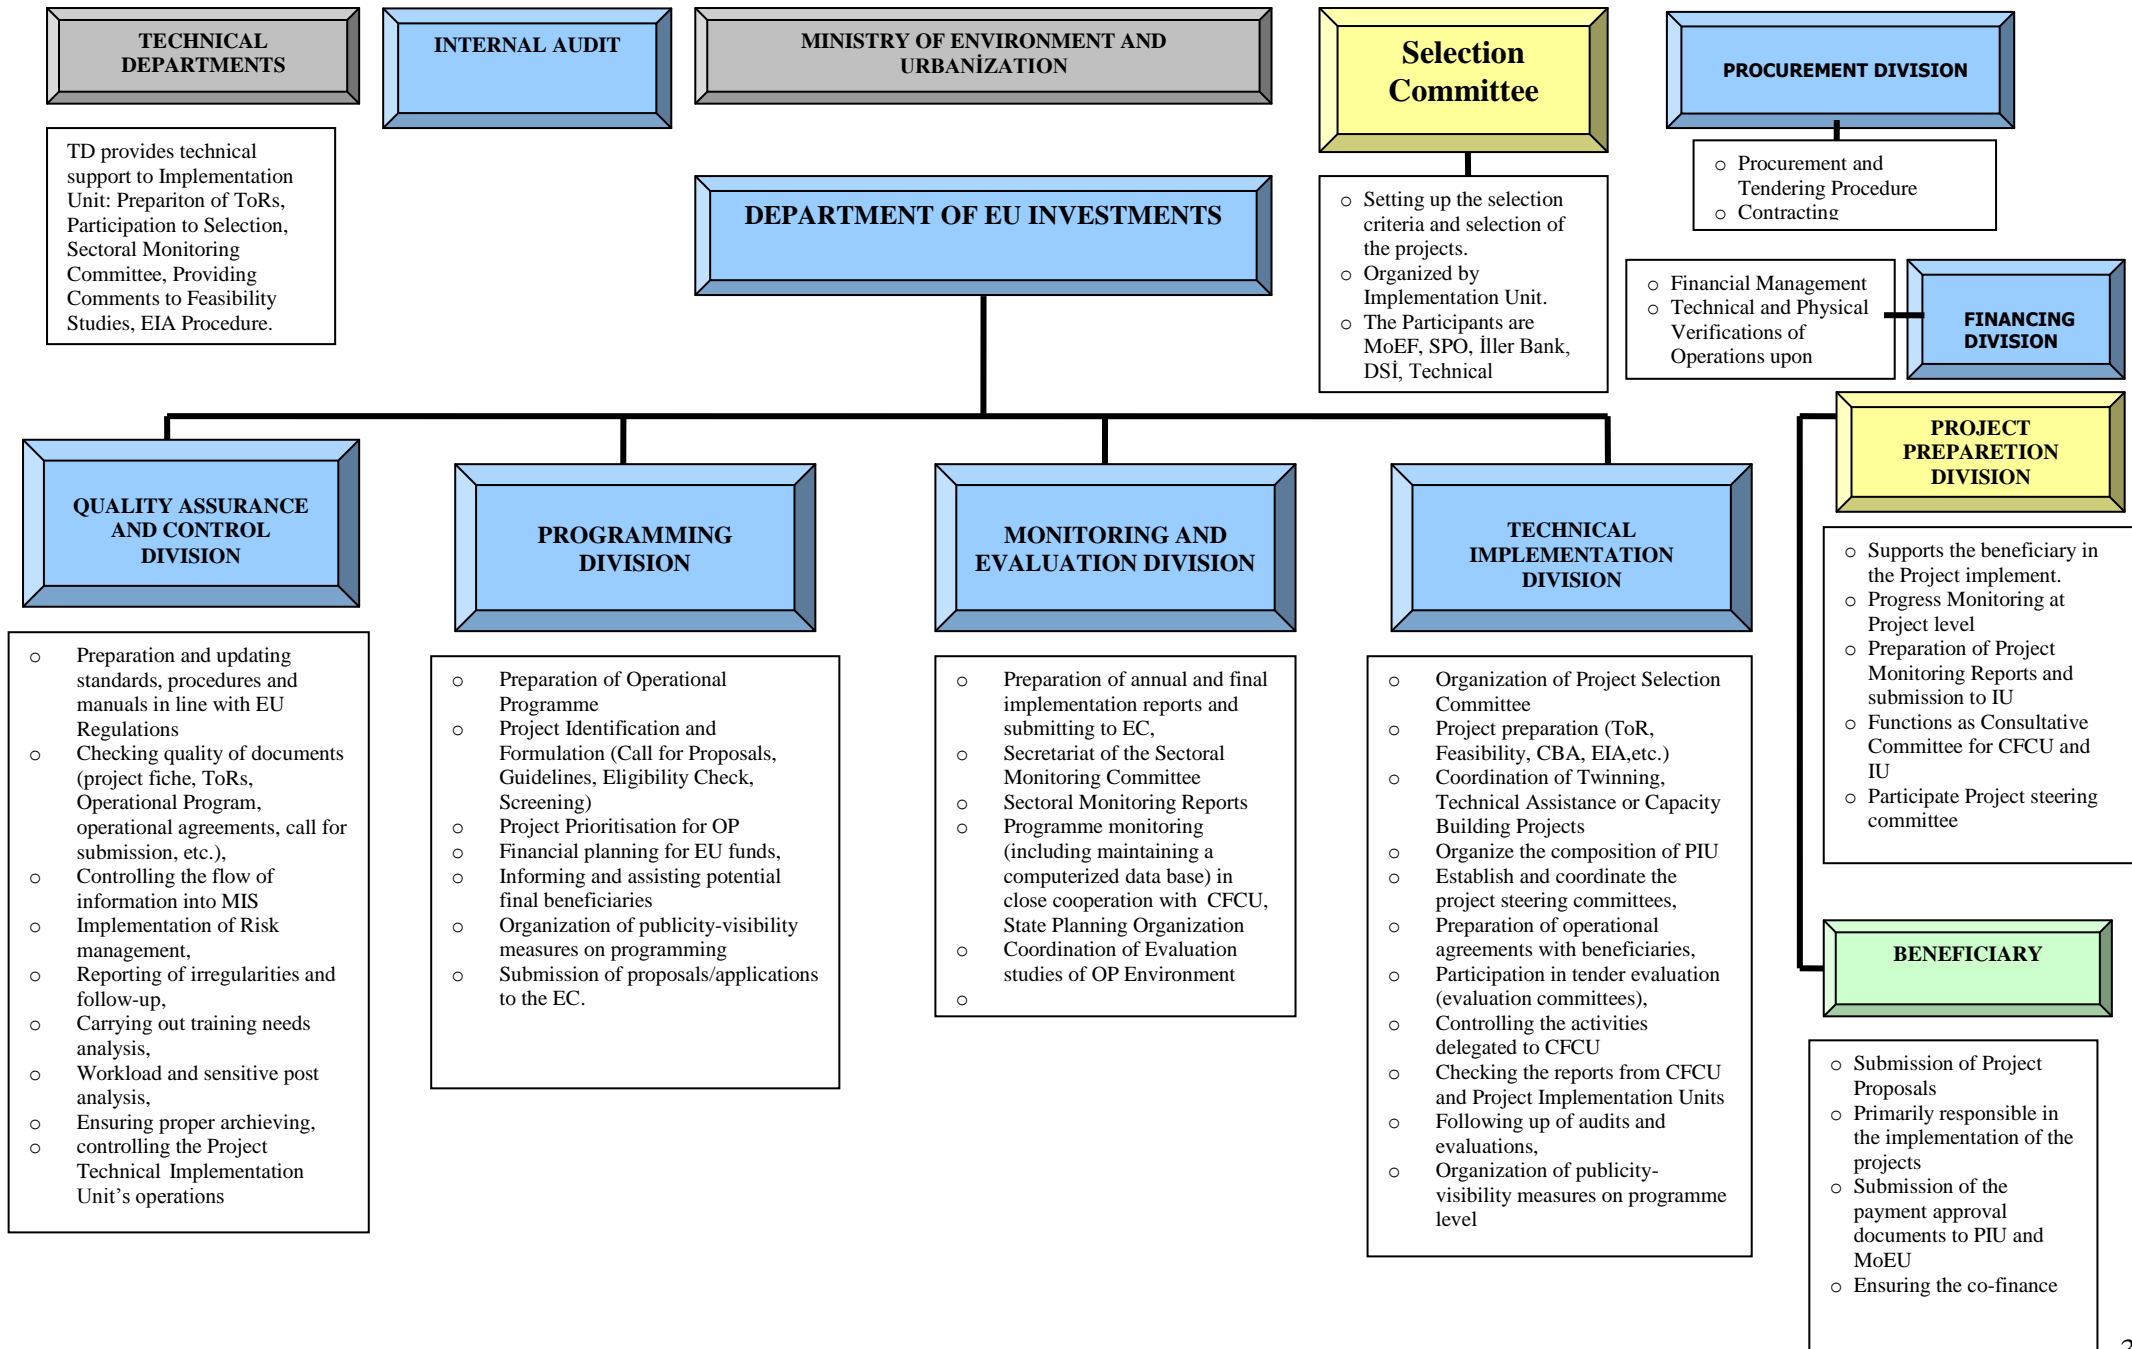 TECHNICAL
DEPARTMENTS
INTERNAL AUDIT
MINISTRY OF ENVIRONMENT AND
URBANİZATION
Selection
Committee
PROCUREMENT DIVISION
TD provides technical
support to Implementation
Unit: Prepariton of ToRs,
Participation to Selection,
Sectoral Monitoring
Committee, Providing
Comments to Feasibility
Studies, EIA Procedure.
DEPARTMENT OF EU INVESTMENTS
o Setting up the selection
criteria and selection of
the projects.
o Organized by
Implementation Unit.
o The Participants are
MoEF, SPO, İller Bank,
DSİ, Technical
o Procurement and
Tendering Procedure
o Contracting
o Financial Management
o Technical and Physical
Verifications of
Operations upon
FINANCING
DIVISION
QUALITY ASSURANCE
AND CONTROL
DIVISION
PROGRAMMING
DIVISION
MONITORING AND
EVALUATION DIVISION
TECHNICAL
IMPLEMENTATION
DIVISION
PROJECT
PREPARETION
DIVISION
o Preparation and updating
standards, procedures and
manuals in line with EU
Regulations
o Checking quality of documents
(project fiche, ToRs,
Operational Program,
operational agreements, call for
submission, etc.),
o Controlling the flow of
information into MIS
o Implementation of Risk
management,
o Reporting of irregularities and
follow-up,
o Carrying out training needs
analysis,
o Workload and sensitive post
analysis,
o Ensuring proper archieving,
o controlling the Project
Technical Implementation
Unit’s operations
o Preparation of Operational
Programme
o Project Identification and
Formulation (Call for Proposals,
Guidelines, Eligibility Check,
Screening)
o Project Prioritisation for OP
o Financial planning for EU funds,
o Informing and assisting potential
final beneficiaries
o Organization of publicity-visibility
measures on programming
o Submission of proposals/applications
to the EC.
o Preparation of annual and final
implementation reports and
submitting to EC,
o Secretariat of the Sectoral
Monitoring Committee
o Sectoral Monitoring Reports
o Programme monitoring
(including maintaining a
computerized data base) in
close cooperation with CFCU,
State Planning Organization
o Coordination of Evaluation
studies of OP Environment
o
o Organization of Project Selection
Committee
o Project preparation (ToR,
Feasibility, CBA, EIA,etc.)
o Coordination of Twinning,
Technical Assistance or Capacity
Building Projects
o Organize the composition of PIU
o Establish and coordinate the
project steering committees,
o Preparation of operational
agreements with beneficiaries,
o Participation in tender evaluation
(evaluation committees),
o Controlling the activities
delegated to CFCU
o Checking the reports from CFCU
and Project Implementation Units
o Following up of audits and
evaluations,
o Organization of publicity-
visibility measures on programme
level
o Supports the beneficiary in
the Project implement.
o Progress Monitoring at
Project level
o Preparation of Project
Monitoring Reports and
submission to IU
o Functions as Consultative
Committee for CFCU and
IU
o Participate Project steering
committee
BENEFICIARY
o Submission of Project
Proposals
o Primarily responsible in
the implementation of the
projects
o Submission of the
payment approval
documents to PIU and
MoEU
o Ensuring the co-finance